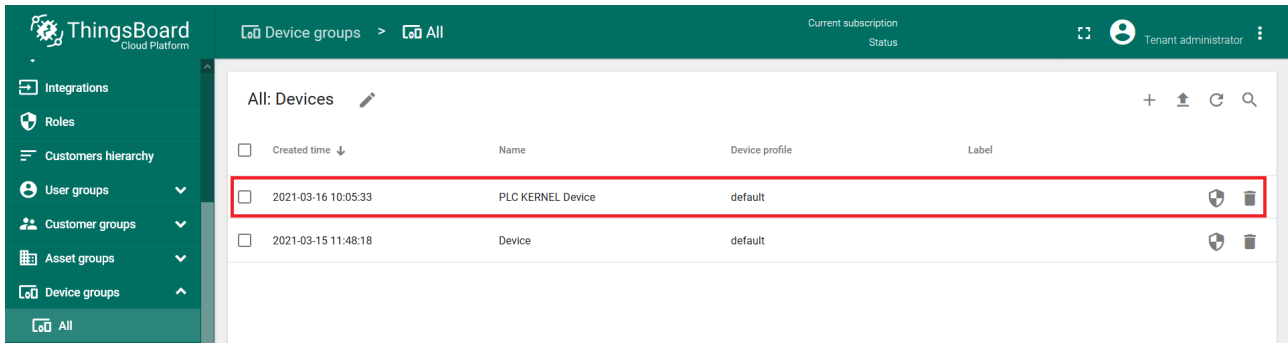 ThingsBoard
Cloud Platform
Device groups > All
Current subscription
Status
Tenant administrator
Integrations
Roles
Customers hierarchy
User groups
Customer groups
Asset groups
Device groups
All
All: Devices
Created time Name Device profile Label
2021-03-16 10:05:33 PLC KERNEL Device default
2021-03-15 11:48:18 Device default